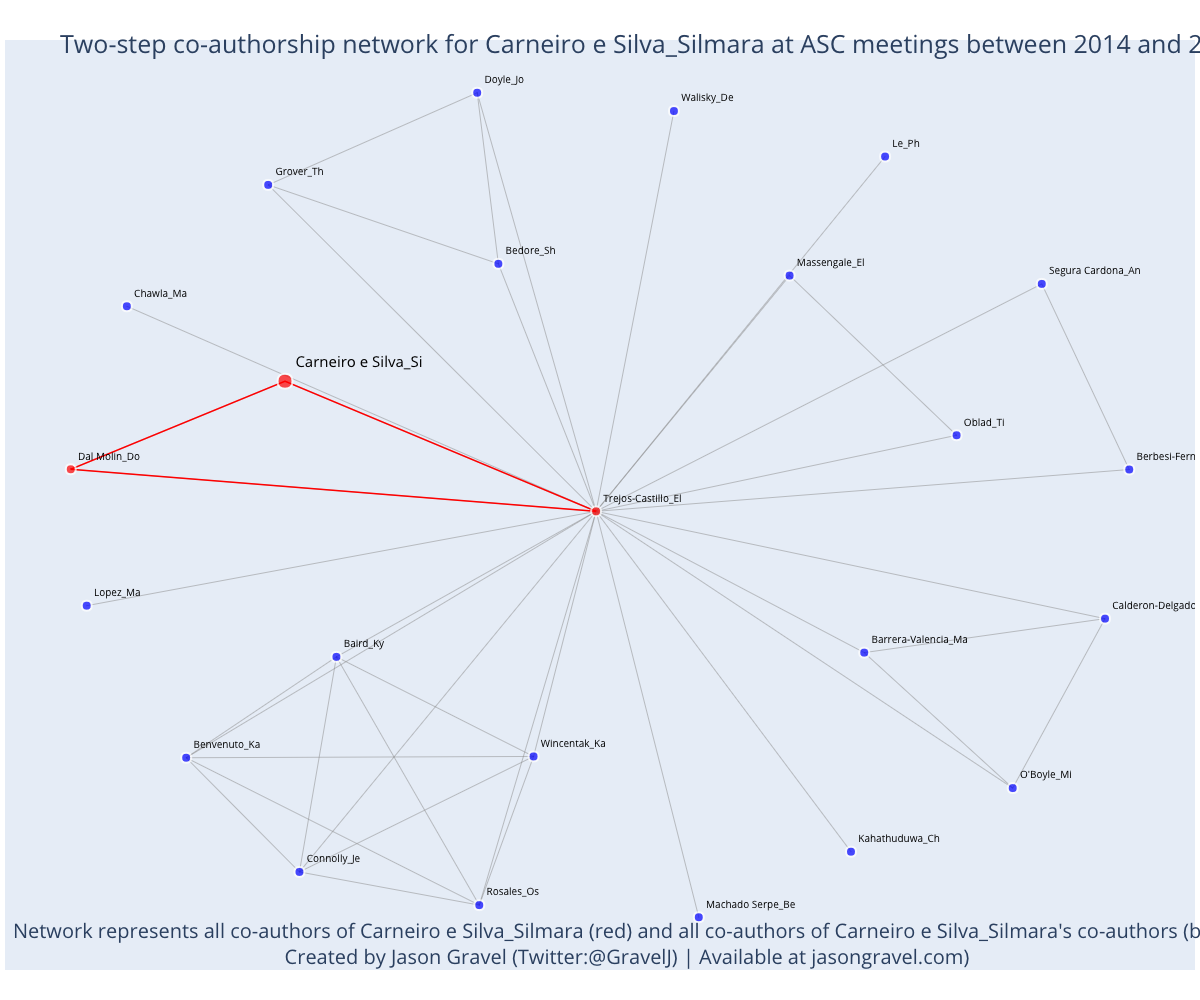 Two-step co-authorship network for Carneiro e Silva_Silmara at ASC meetings between 2014 and 2
Doyle_Jo
Walisky_De
Le_Ph
Grover_Th
Bedore_Sh
Massengale_El
Segura Cardona_An
Chawla_Ma
Carneiro e Silva_Si
Oblad_Ti
Dal Molin_Do
Berbesi-Fern
Trejos-Castillo_El
Lopez_Ma
Calderon-Delgado
Barrera-Valencia_Ma
Baird_Ky
Benvenuto_Ka
Wincentak_Ka
O'Boyle_Mi
Kahathuduwa_Ch
Connolly_Je
Rosales_Os
Machado Serpe_Be
Network represents all co-authors of Carneiro e Silva_Silmara (red) and all co-authors of Carneiro e Silva_Silmara's co-authors (b
Created by Jason Gravel (Twitter:@GravelJ) | Available at jasongravel.com)